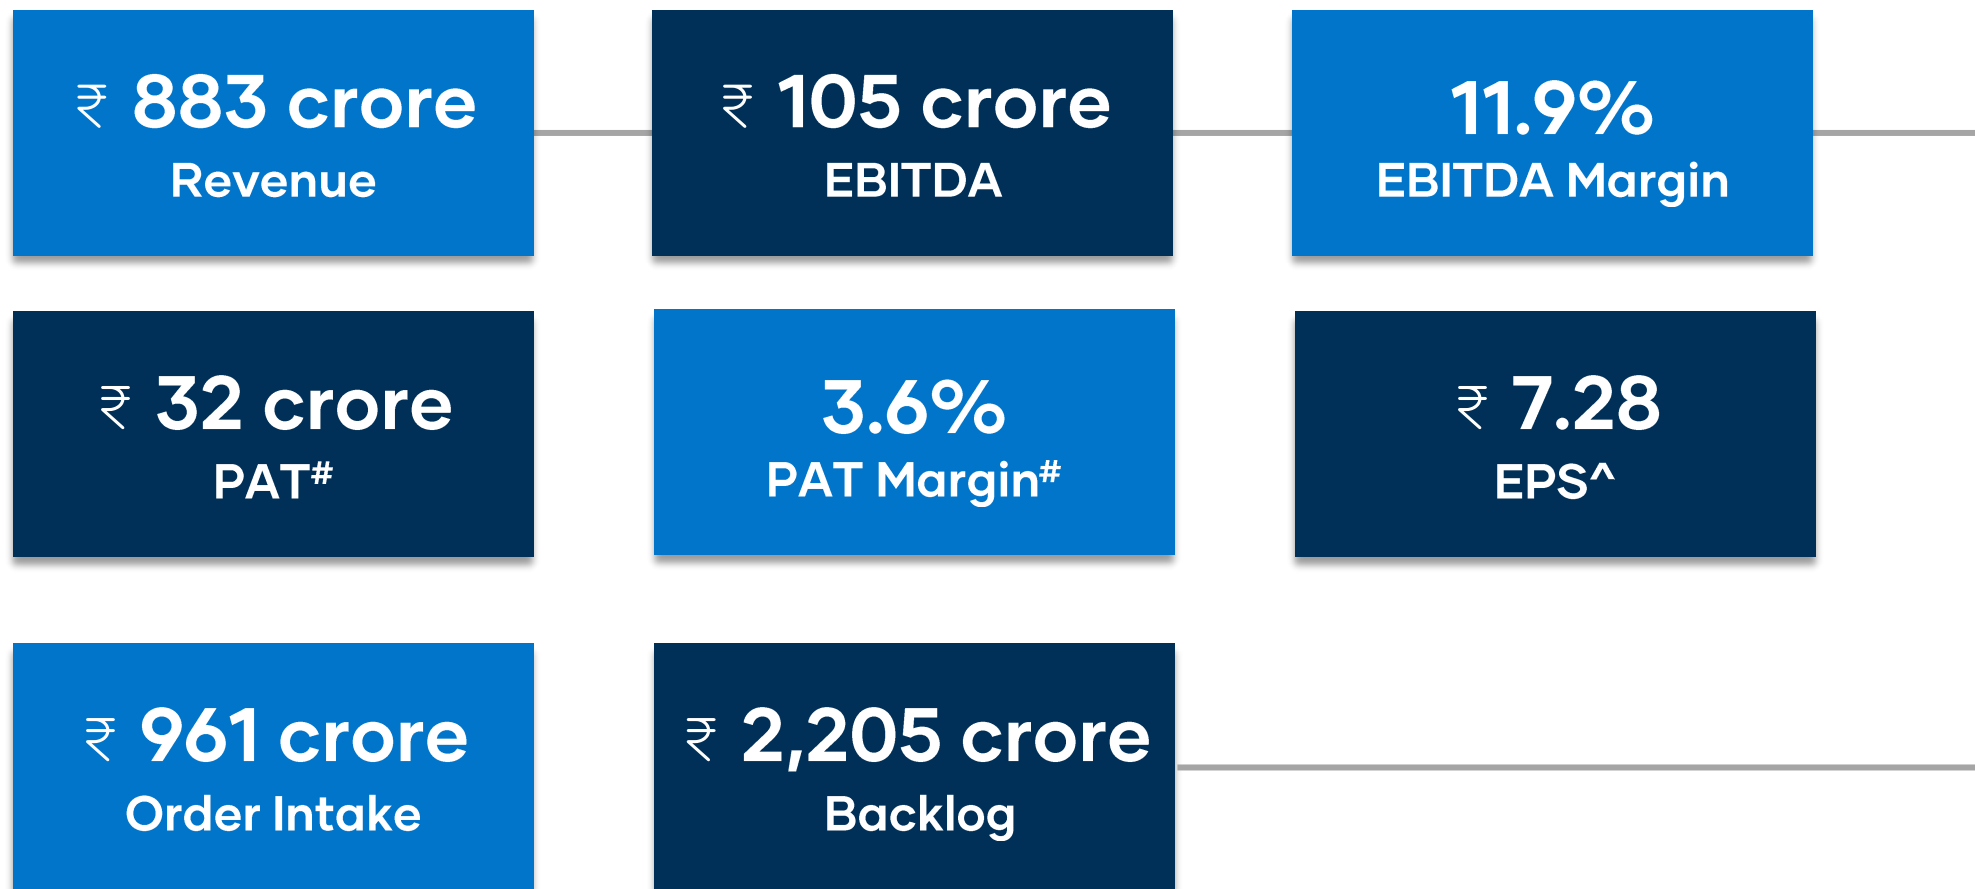 ₹ 883 crore
Revenue
₹ 105 crore
EBITDA
11.9%
EBITDA Margin
₹ 32 crore
PAT#
3.6%
PAT Margin#
₹ 7.28
EPS^
₹ 961 crore
Order Intake
₹ 2,205 crore
Backlog